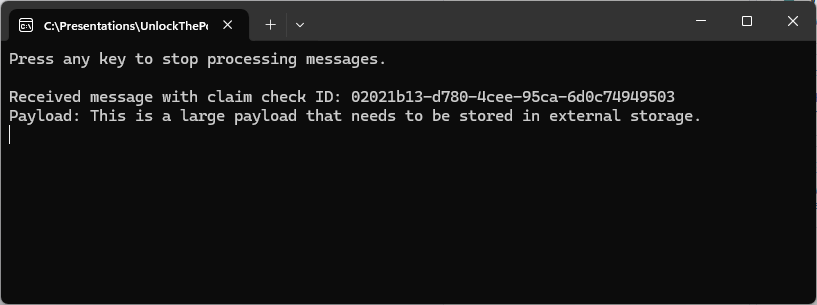 C:\Presentations\UnlockThePo
Press any key to stop processing messages.
Received message with claim check ID: 02021b13-d780-4cee-95ca-6d0c74949503
Payload: This is a large payload that needs to be stored in external storage.